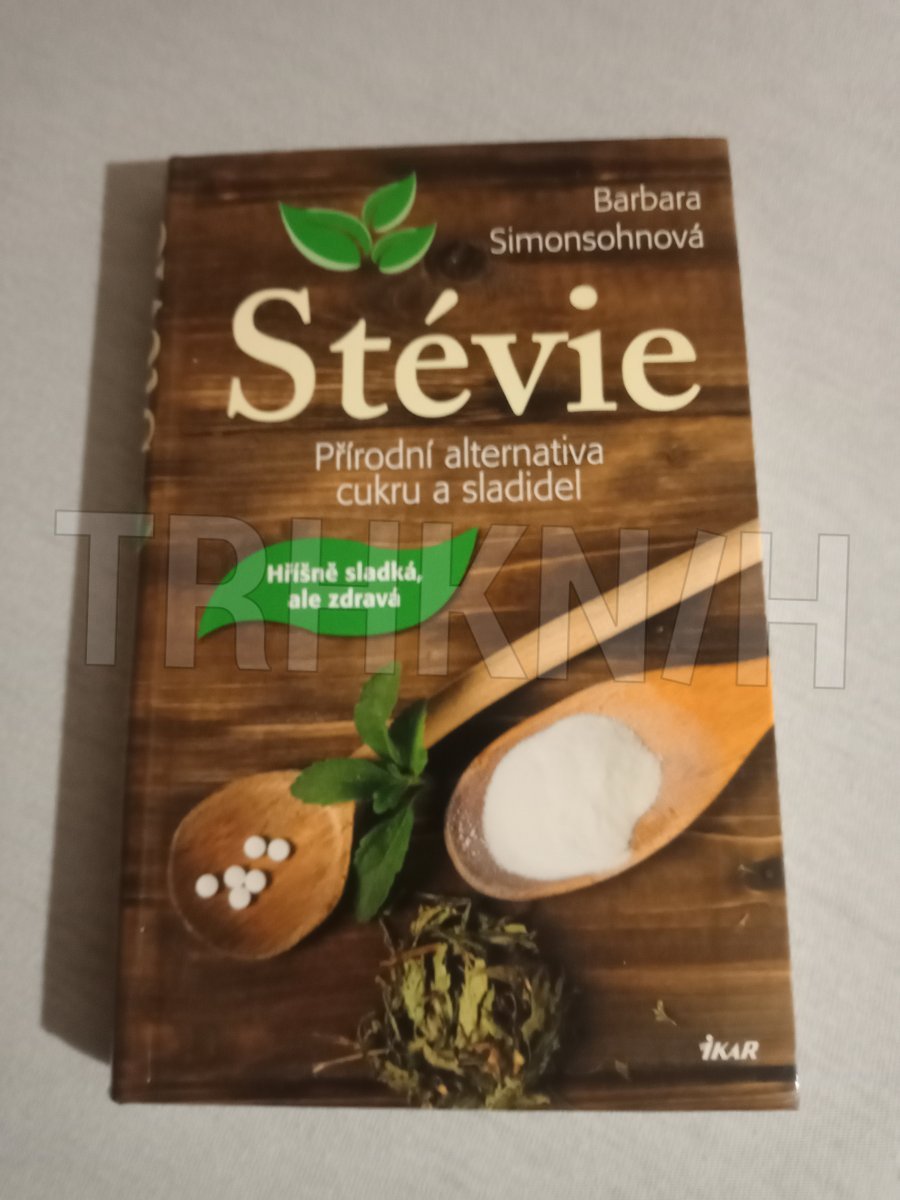 Barbara
Simonsohnová
Stévie
Přírodní alternativa
cukru a sladidel
Hříšně sladká,
ale zdravá
TRHKNIH
IKAR